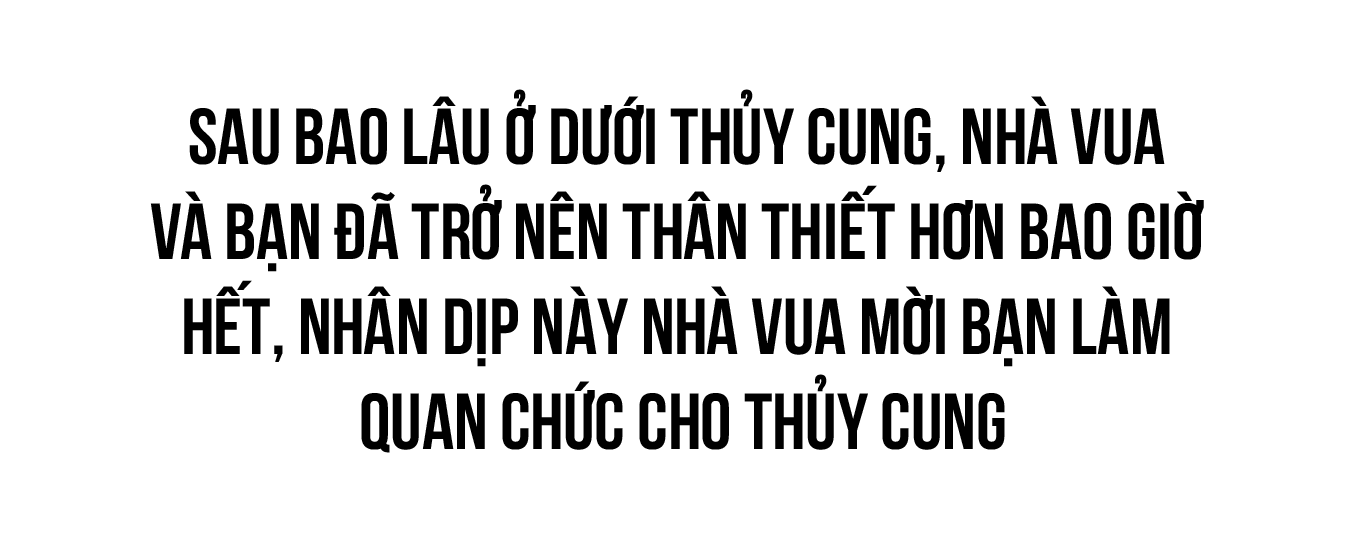 SAU BAO LÂU Ở DƯỚI THỦY CUNG, NHÀ VUA
VÀ BẠN ĐÃ TRỞ NÊN THÂN THIẾT HƠN BAO GIỜ
HẾT, NHÂN DỊP NÀY NHÀ VUA MỜI BẠN LÀM
QUAN CHỨC CHO THỦY CUNG